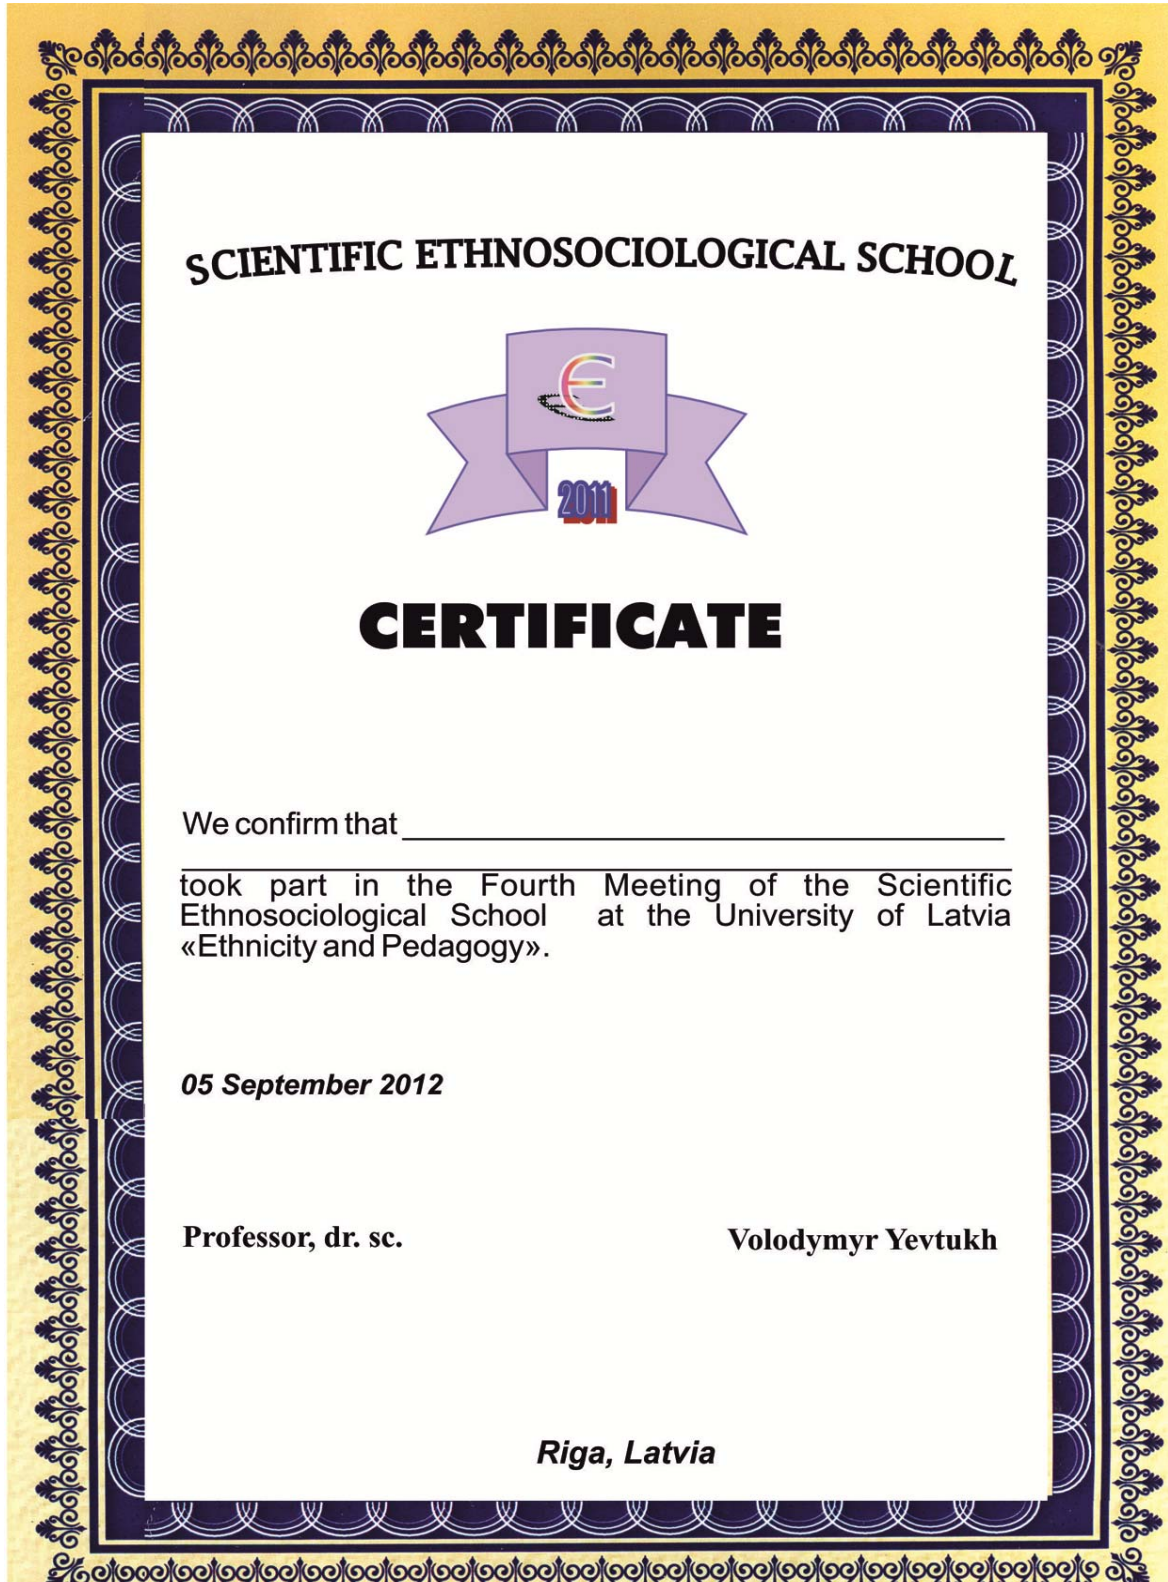 SCIENTIFIC ETHNOSOCIOLOGICAL SCHOOL
Є
2011
CERTIFICATE
We confirm that
took part in the Fourth Meeting of the Scientific
Ethnosociological School at the University of Latvia
«Ethnicity and Pedagogy».
05 September 2012
Professor, dr. sc. Volodymyr Yevtukh
Riga, Latvia